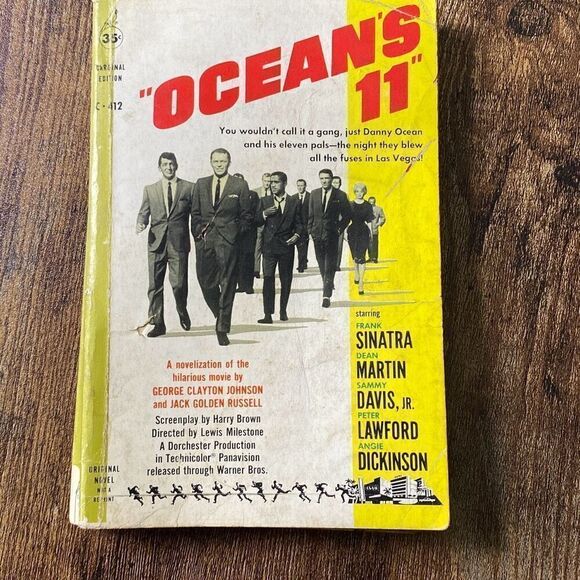 35¢
CARDINAL
EDITION
C·412
"OCEAN'S
11"
You wouldn't call it a gang, just Danny Ocean
and his eleven pals—the night they blew
all the fuses in Las Vegas!
starring
FRANK
SINATRA
DEAN
MARTIN
SAMMY
DAVIS, JR.
PETER
LAWFORD
ANGIE
DICKINSON
A novelization of the
hilarious movie by
GEORGE CLAYTON JOHNSON
and JACK GOLDEN RUSSELL
Screenplay by Harry Brown
Directed by Lewis Milestone
A Dorchester Production
in Technicolor® Panavision
released through Warner Bros.
ORIGINAL
NOVEL
NOT A
REPRINT